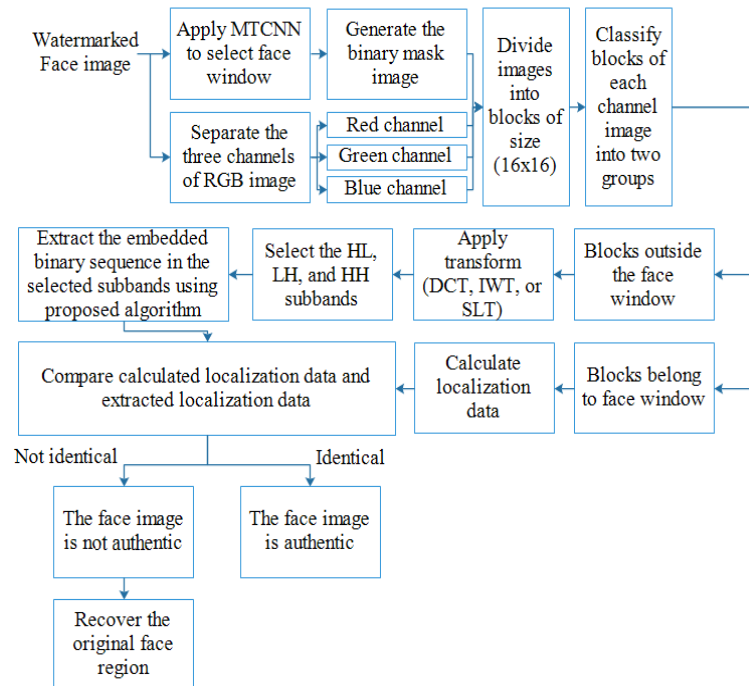 Watermarked
Face image
Apply MTCNN
to select face
window
Generate the
binary mask
image
Separate the
three channels
of RGB image
Red channel
Green channel
Blue channel
Divide
images
into
blocks of
size
(16x16)
Classify
blocks of
each
channel
image
into two
groups
Blocks outside
the face
window
Apply
transform
(DCT, IWT, or
SLT)
Select the HL,
LH, and HH
subbands
Extract the embedded
binary sequence in the
selected subbands using
proposed algorithm
Blocks belong
to face window
Calculate
localization
data
Compare calculated localization data and
extracted localization data
Not identical
Identical
The face image
is not authentic
The face image
is authentic
Recover the
original face
region